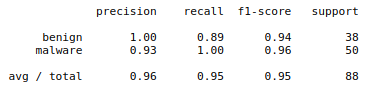 precision recall f1-score support
benign 1.00 0.89 0.94 38
malware 0.93 1.00 0.96 50
avg / total 0.96 0.95 0.95 88